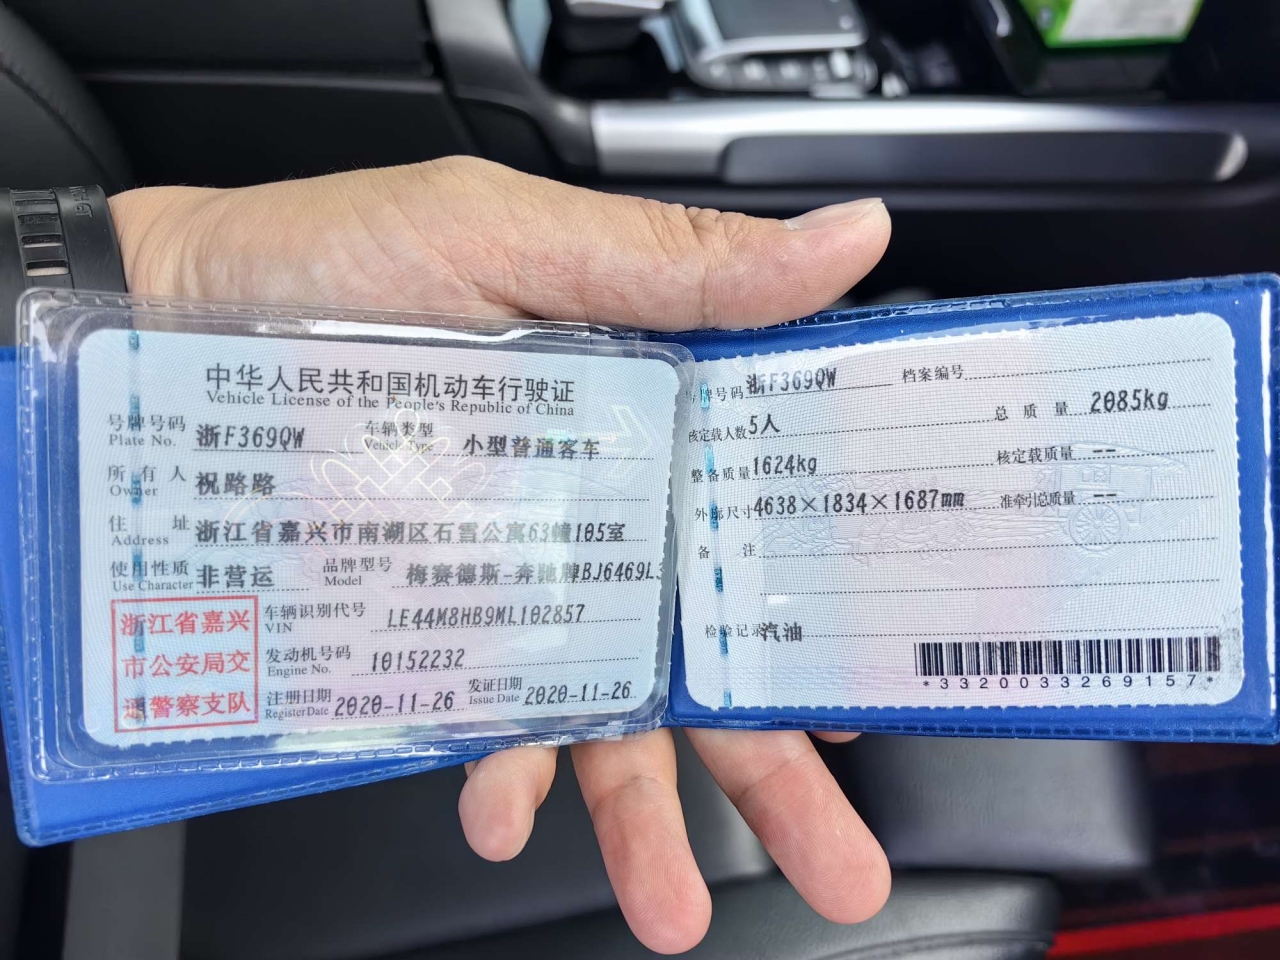 中华人民共和国机动车行驶证
Vehicle License of the People's Republic of China
号牌号码 浙F369QW 车辆类型 小型普通客车
Plate No. Vehicle Type
所有人 祝路路
Owner
住址 浙江省嘉兴市南湖区石雪公寓63幢105室
Address
使用性质 非营运 品牌型号 梅赛德斯-奔驰牌BJ6469L
Use Character Model
浙江省嘉兴
市公安局交
通警察支队
车辆识别代号 LE44M8HB9ML102857
VIN
发动机号码 10152232
Engine No.
注册日期 2020-11-26 发证日期 2020-11-26
Register Date Issue Date
号牌号码 浙F369QW 档案编号
核定载人数 5人 总质量 2085kg
整备质量 1624kg 核定载质量 --
外廓尺寸 4638×1834×1687mm 准牵引总质量 --
备注
检验记录 汽油
*3320033269157*